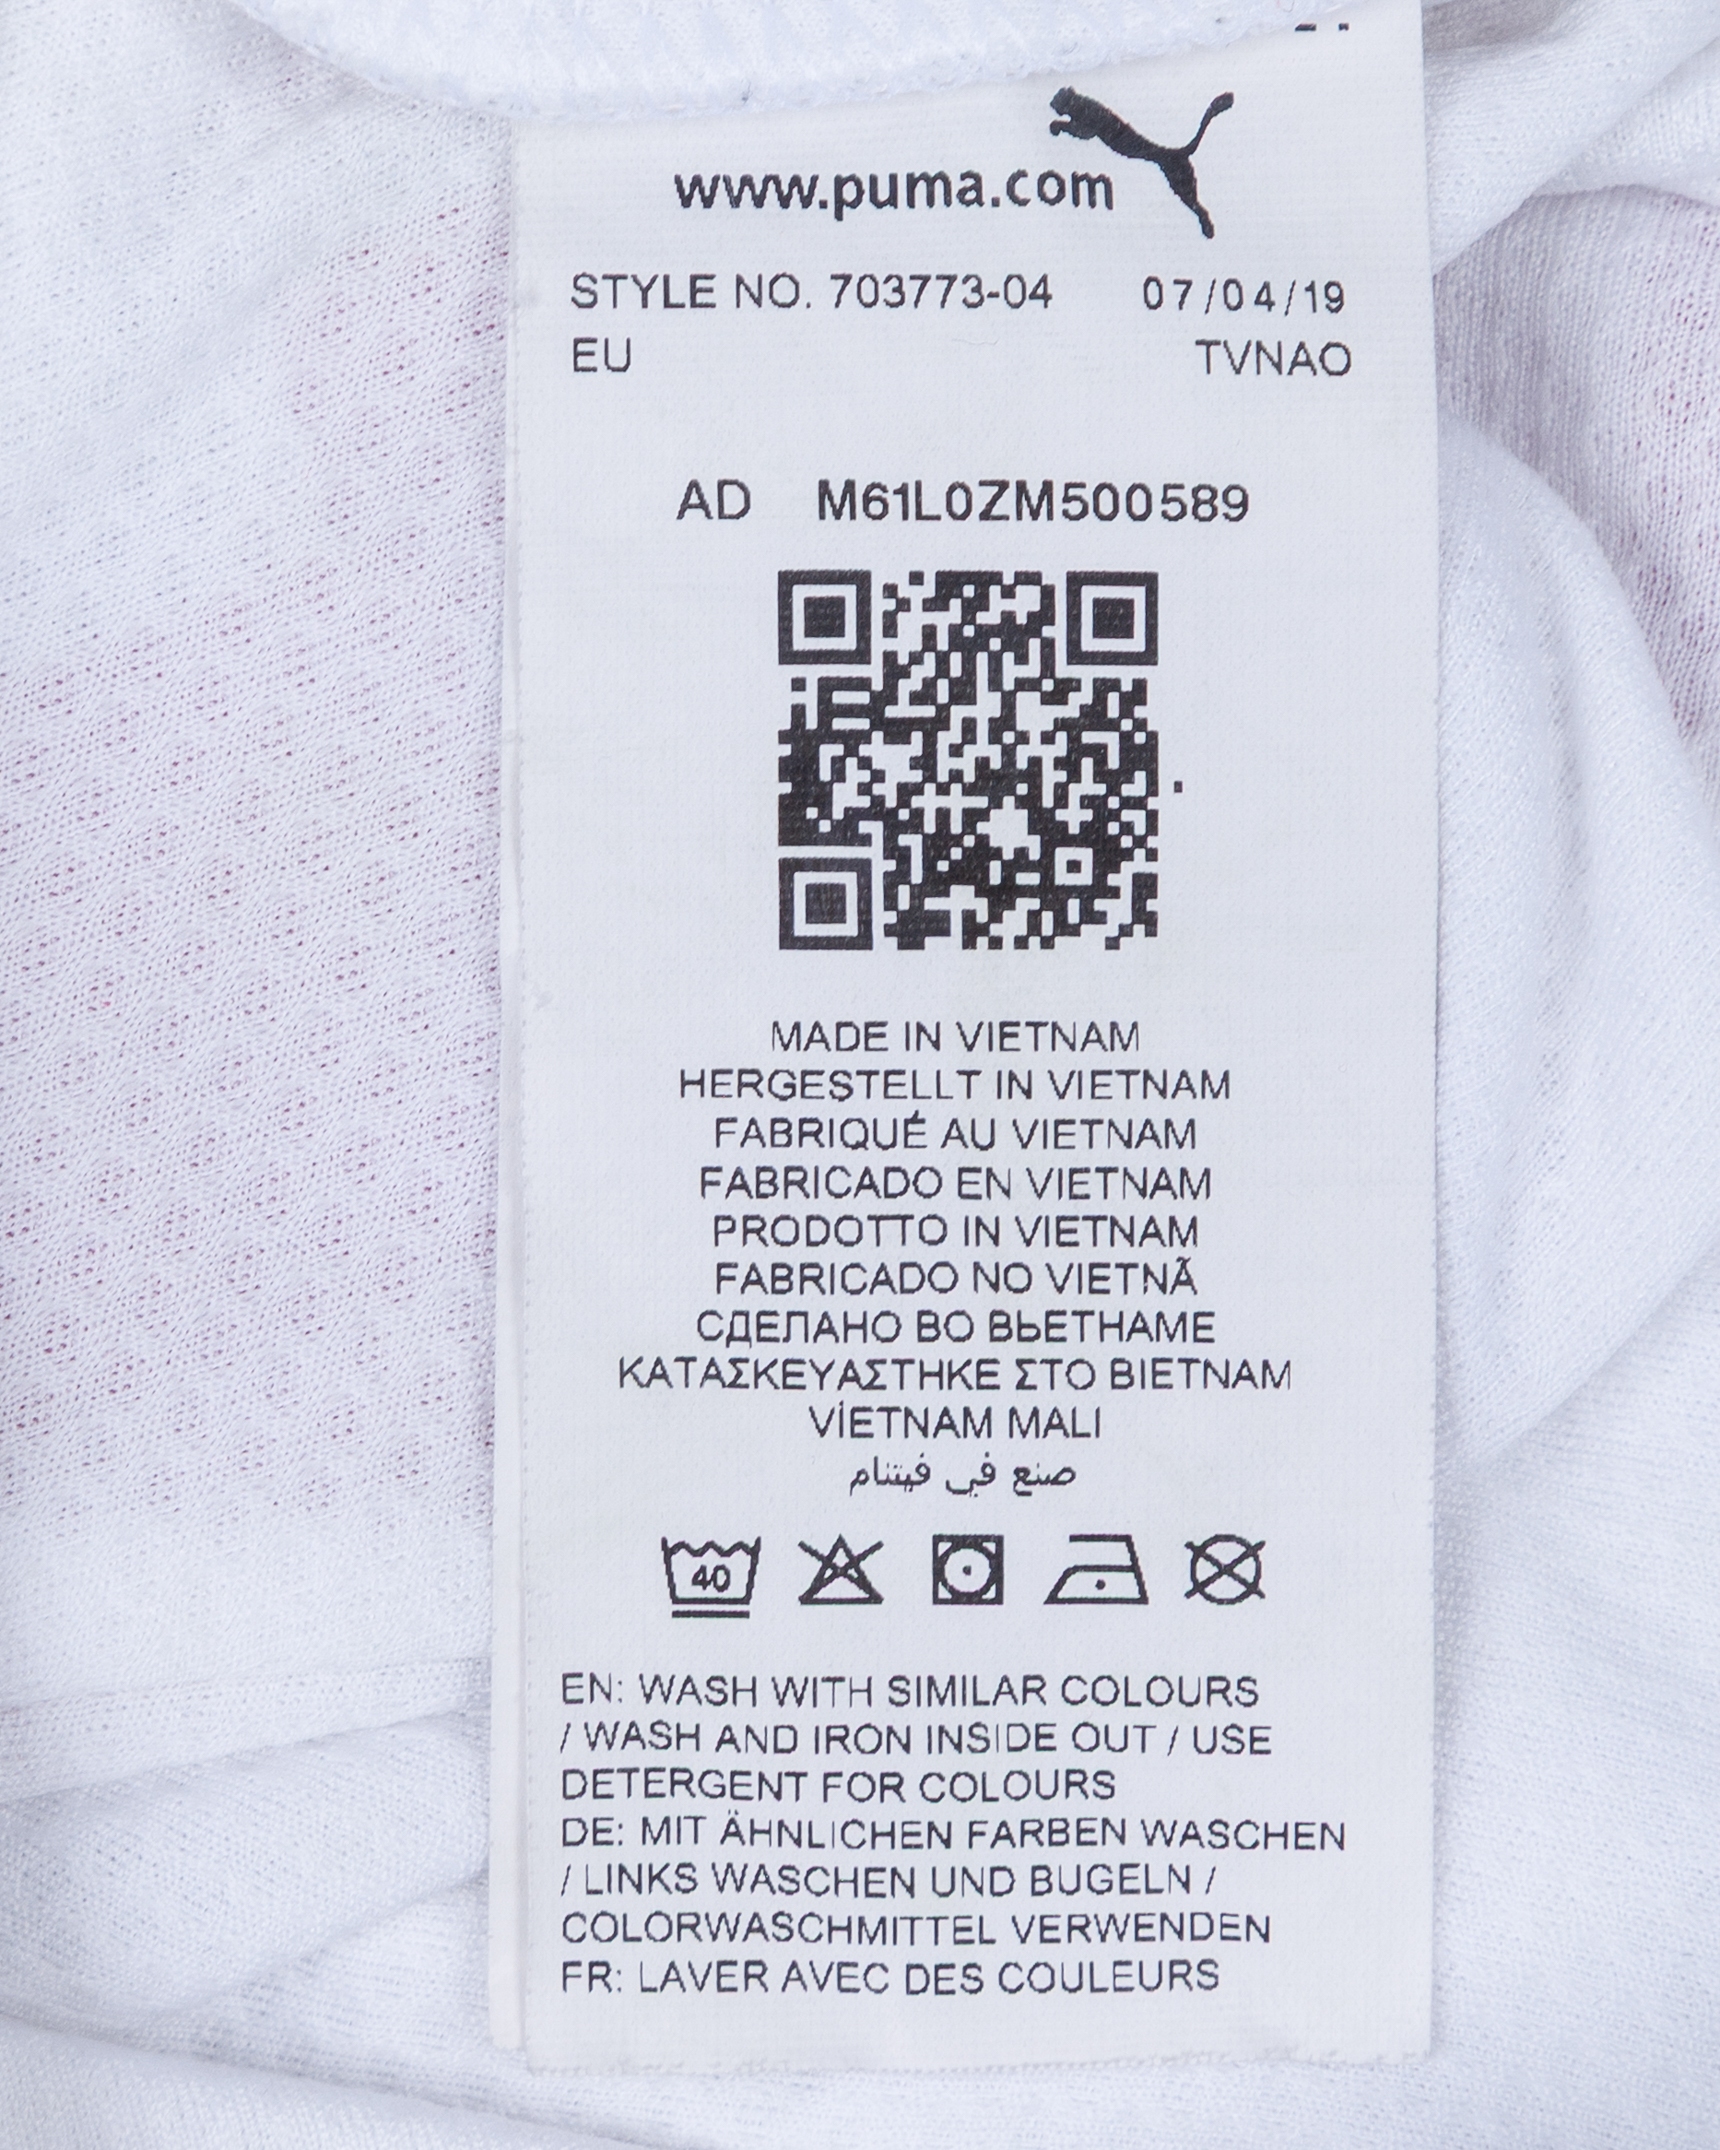 www.puma.com
STYLE NO. 703773-04 07/04/19
EU TVNAO
AD M61L0ZM500589
MADE IN VIETNAM
HERGESTELLT IN VIETNAM
FABRIQUÉ AU VIETNAM
FABRICADO EN VIETNAM
PRODOTTO IN VIETNAM
FABRICADO NO VIETNÃ
СДЕЛАНО ВО ВЬЕТНАМЕ
ΚΑΤΑΣΚΕΥΑΣΤΗΚΕ ΣΤΟ ΒΙΕΤΝΑΜ
VİETNAM MALI
صنع في فيتنام
40
EN: WASH WITH SIMILAR COLOURS
/ WASH AND IRON INSIDE OUT / USE
DETERGENT FOR COLOURS
DE: MIT ÄHNLICHEN FARBEN WASCHEN
/ LINKS WASCHEN UND BUGELN /
COLORWASCHMITTEL VERWENDEN
FR: LAVER AVEC DES COULEURS